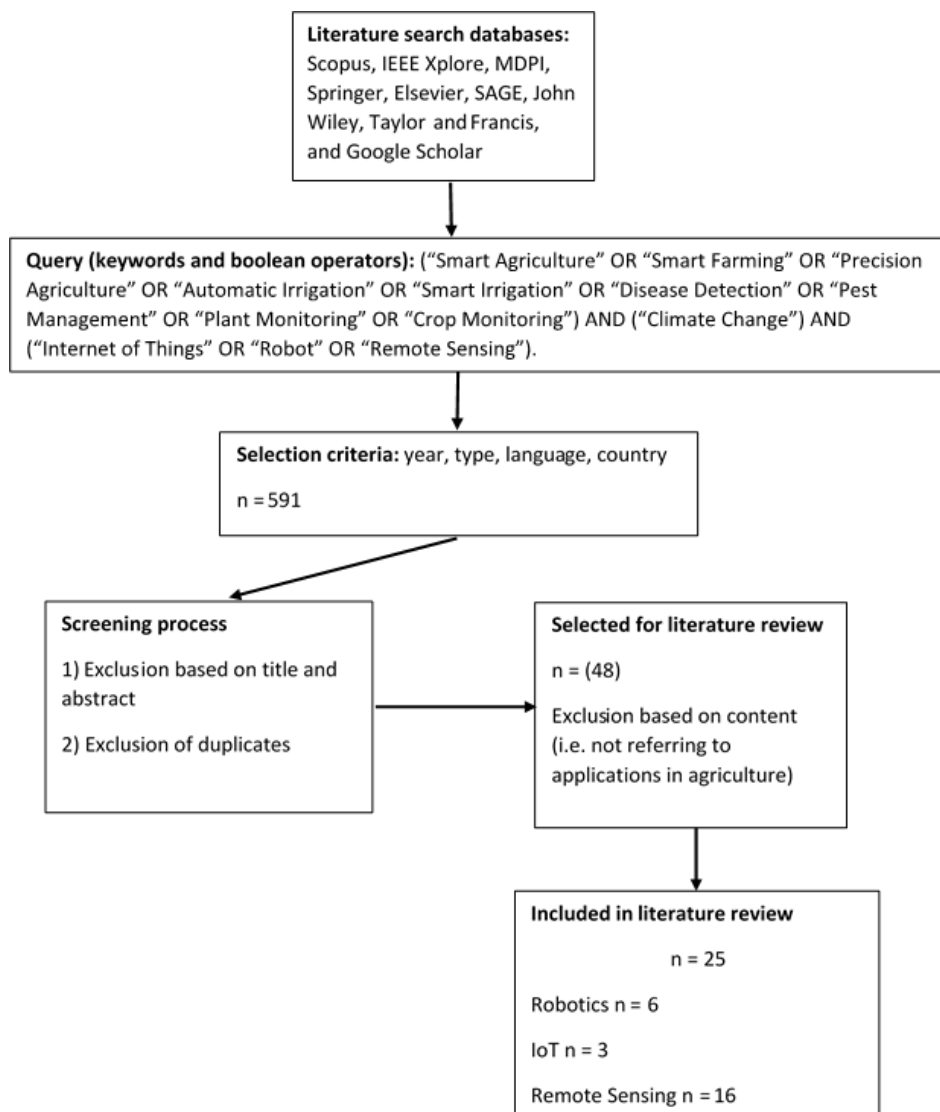 Literature search databases:
Scopus, IEEE Xplore, MDPI,
Springer, Elsevier, SAGE, John
Wiley, Taylor and Francis,
and Google Scholar
Query (keywords and boolean operators): (“Smart Agriculture” OR “Smart Farming” OR “Precision
Agriculture” OR “Automatic Irrigation” OR “Smart Irrigation” OR “Disease Detection” OR “Pest
Management” OR “Plant Monitoring” OR “Crop Monitoring”) AND (“Climate Change”) AND
(“Internet of Things” OR “Robot” OR “Remote Sensing”).
Selection criteria: year, type, language, country
n = 591
Screening process
1) Exclusion based on title and
abstract
2) Exclusion of duplicates
Selected for literature review
n = (48)
Exclusion based on content
(i.e. not referring to
applications in agriculture)
Included in literature review
n = 25
Robotics n = 6
IoT n = 3
Remote Sensing n = 16